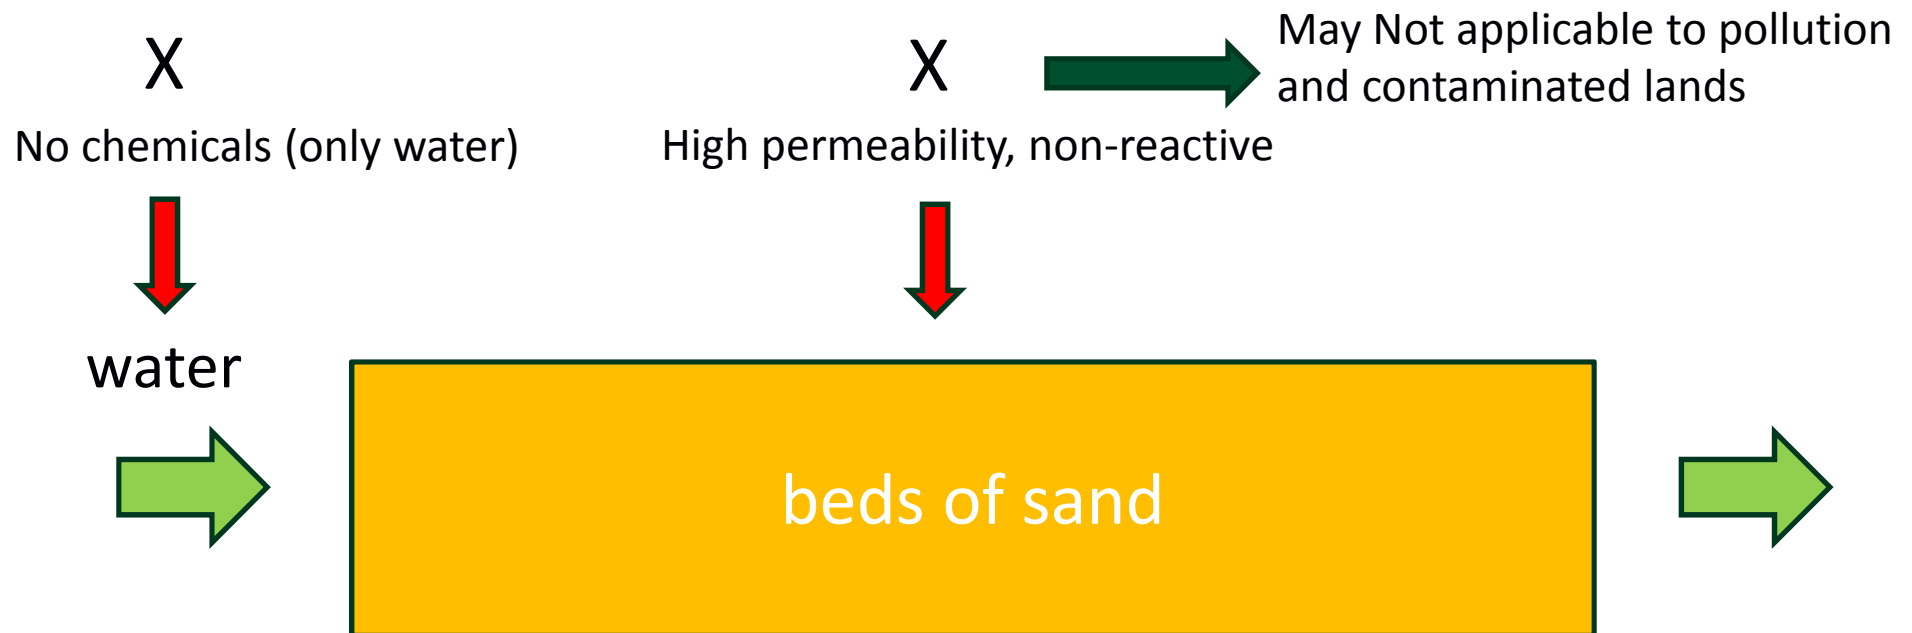 X
No chemicals (only water)
X
High permeability, non-reactive
May Not applicable to pollution
and contaminated lands
water
beds of sand